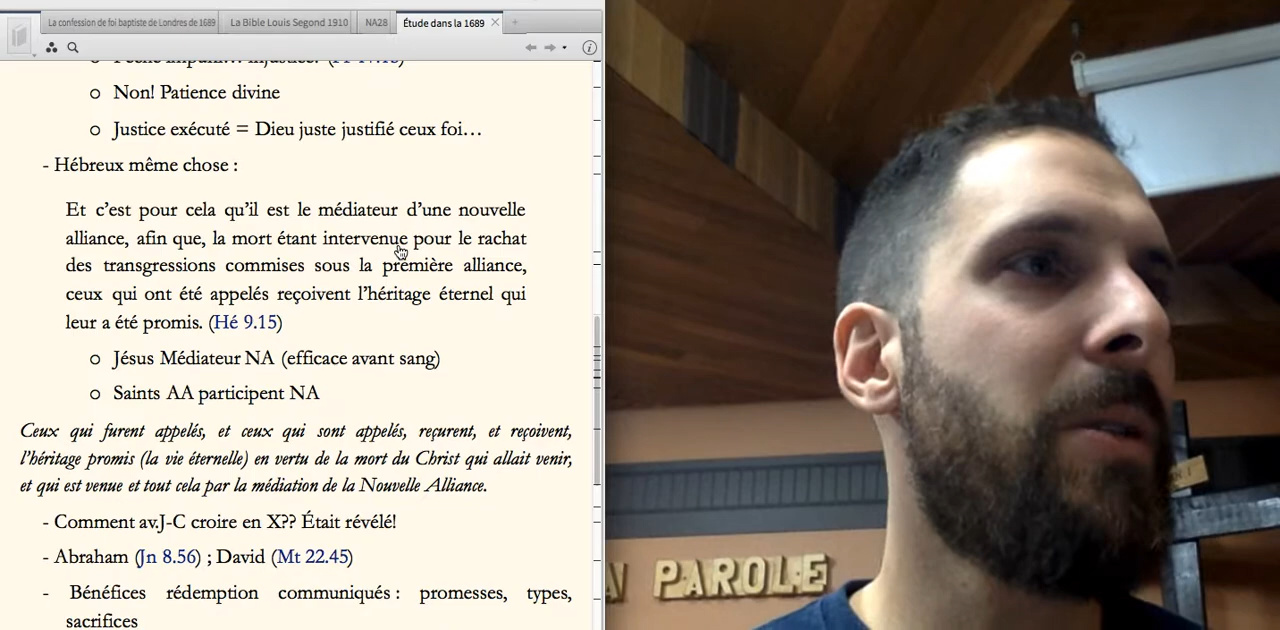 La confession de foi baptiste de Londres de 1689
La Bible Louis Segond 1910
NA28
Étude dans la 1689
Non! Patience divine
Justice exécuté = Dieu juste justifié ceux foi…
- Hébreux même chose :
Et c’est pour cela qu’il est le médiateur d’une nouvelle
alliance, afin que, la mort étant intervenue pour le rachat
des transgressions commises sous la première alliance,
ceux qui ont été appelés reçoivent l’héritage éternel qui
leur a été promis. (Hé 9.15)
Jésus Médiateur NA (efficace avant sang)
Saints AA participent NA
Ceux qui furent appelés, et ceux qui sont appelés, reçurent, et reçoivent,
l’héritage promis (la vie éternelle) en vertu de la mort du Christ qui allait venir,
et qui est venue et tout cela par la médiation de la Nouvelle Alliance.
- Comment av.J-C croire en X?? Était révélé!
- Abraham (Jn 8.56) ; David (Mt 22.45)
- Bénéfices rédemption communiqués : promesses, types,
sacrifices
PAROLE